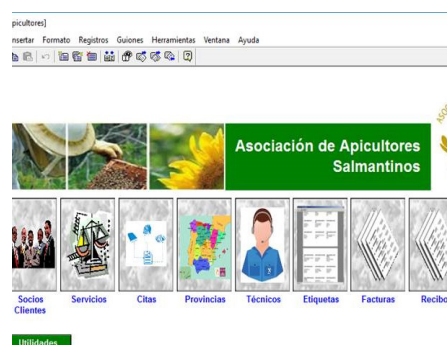 picultores]
nsertar Formato Registros Guiones Herramientas Ventana Ayuda
ASOC
Asociación de Apicultores
Salmantinos
Socios
Clientes
Servicios
Citas
Provincias
Técnicos
Etiquetas
Facturas
Recibo
Utilidades